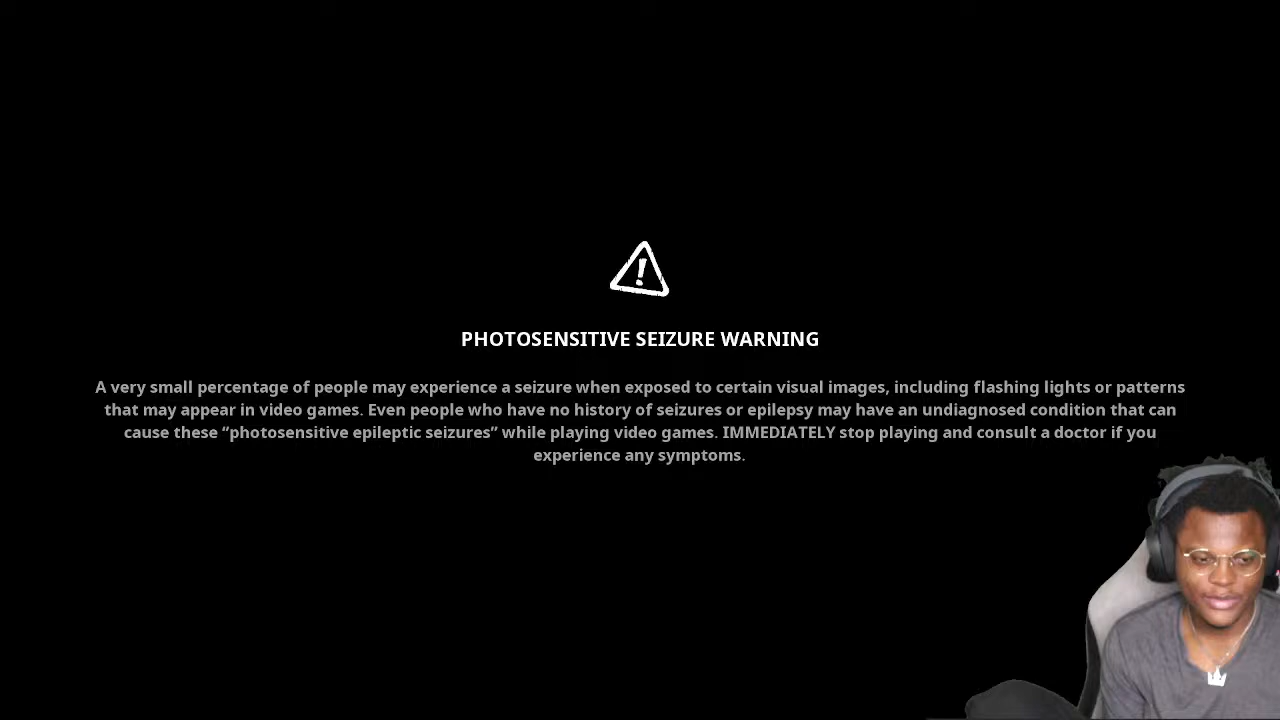 PHOTOSENSITIVE SEIZURE WARNING
A very small percentage of people may experience a seizure when exposed to certain visual images, including flashing lights or patterns
that may appear in video games. Even people who have no history of seizures or epilepsy may have an undiagnosed condition that can
cause these “photosensitive epileptic seizures” while playing video games. IMMEDIATELY stop playing and consult a doctor if you
experience any symptoms.